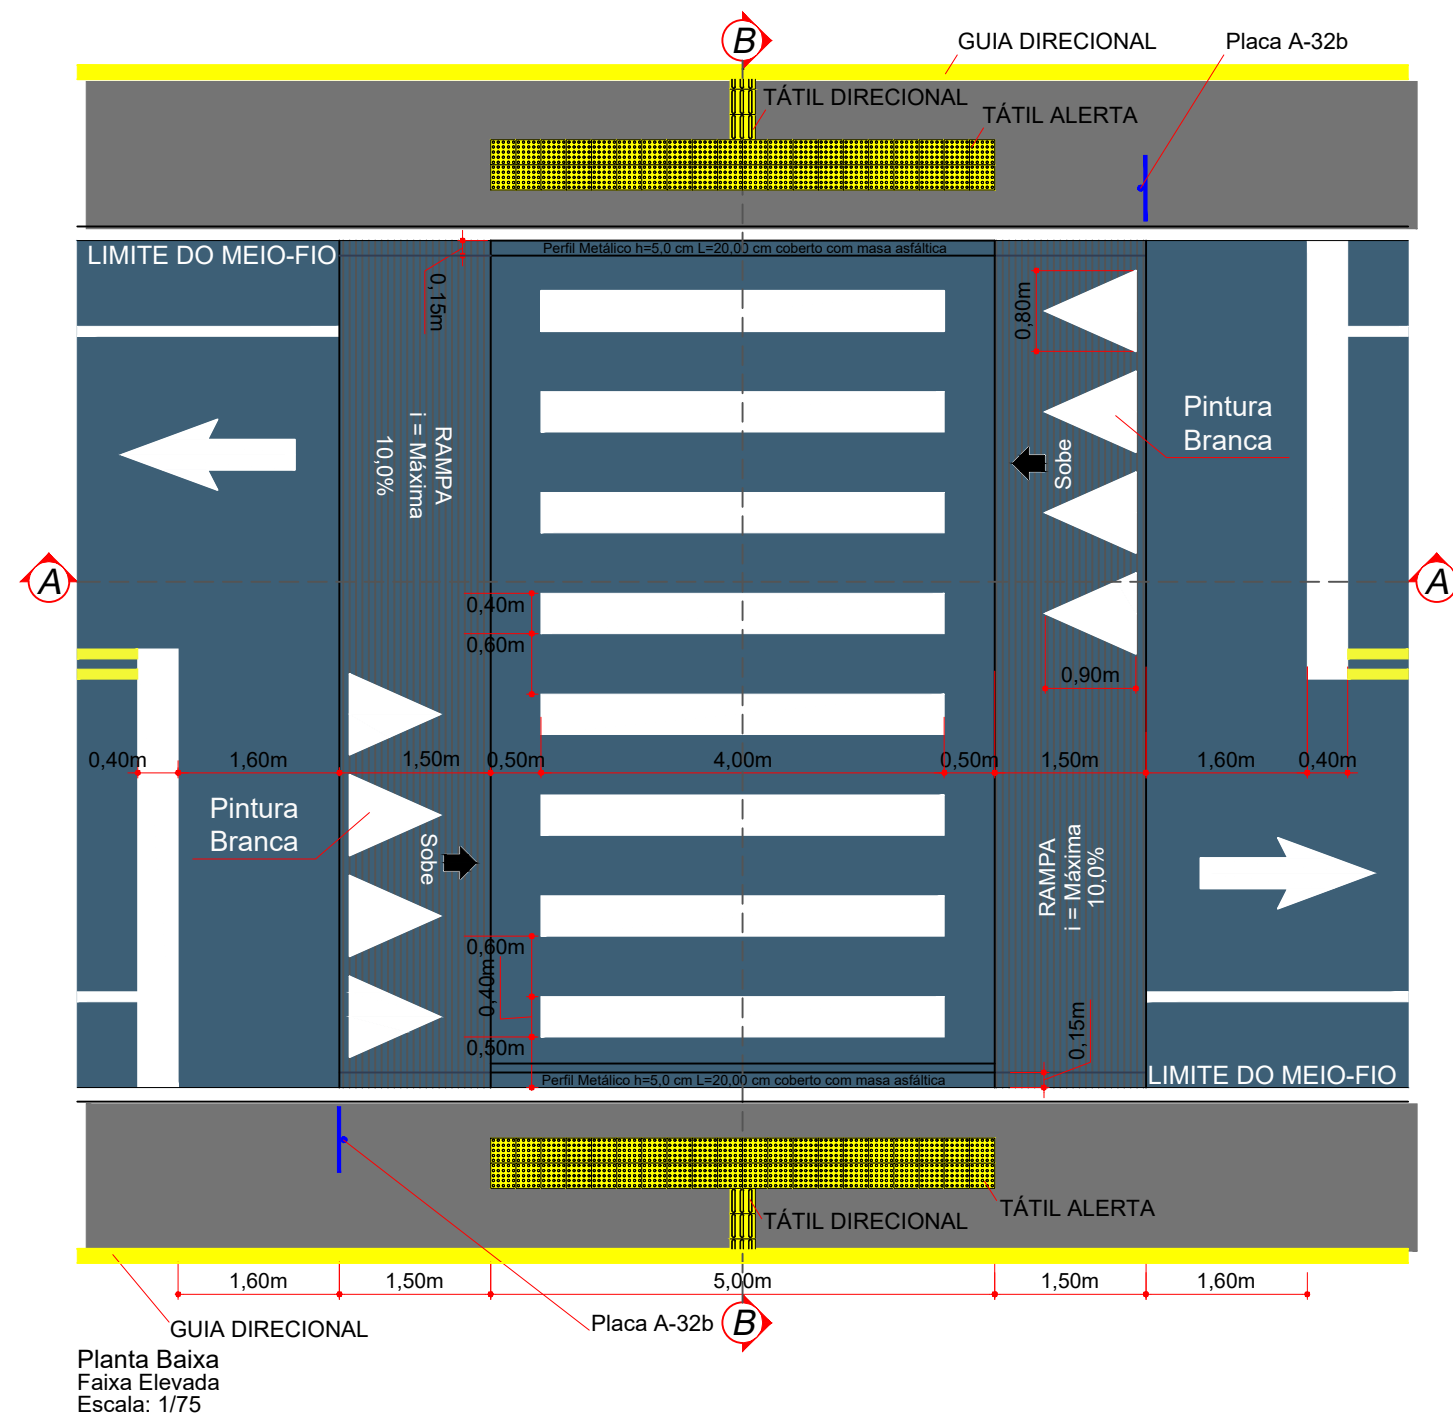 B
GUIA DIRECIONAL
Placa A-32b
TÁTIL DIRECIONAL
TÁTIL ALERTA
LIMITE DO MEIO-FIO
Perfil Metálico h=5,0 cm L=20,00 cm coberto com masa asfáltica
0,15m
0,80m
RAMPA
i = Máxima
10,0%
Pintura
Branca
Sobe
A
A
0,40m
0,60m
0,90m
0,40m
1,60m
1,50m
0,50m
4,00m
0,50m
1,50m
1,60m
0,40m
Pintura
Branca
Sobe
RAMPA
i = Máxima
10,0%
0,60m
0,40m
0,50m
0,15m
Perfil Metálico h=5,0 cm L=20,00 cm coberto com masa asfáltica
LIMITE DO MEIO-FIO
TÁTIL ALERTA
TÁTIL DIRECIONAL
1,60m
1,50m
5,00m
1,50m
1,60m
GUIA DIRECIONAL
Placa A-32b
B
Planta Baixa
Faixa Elevada
Escala: 1/75